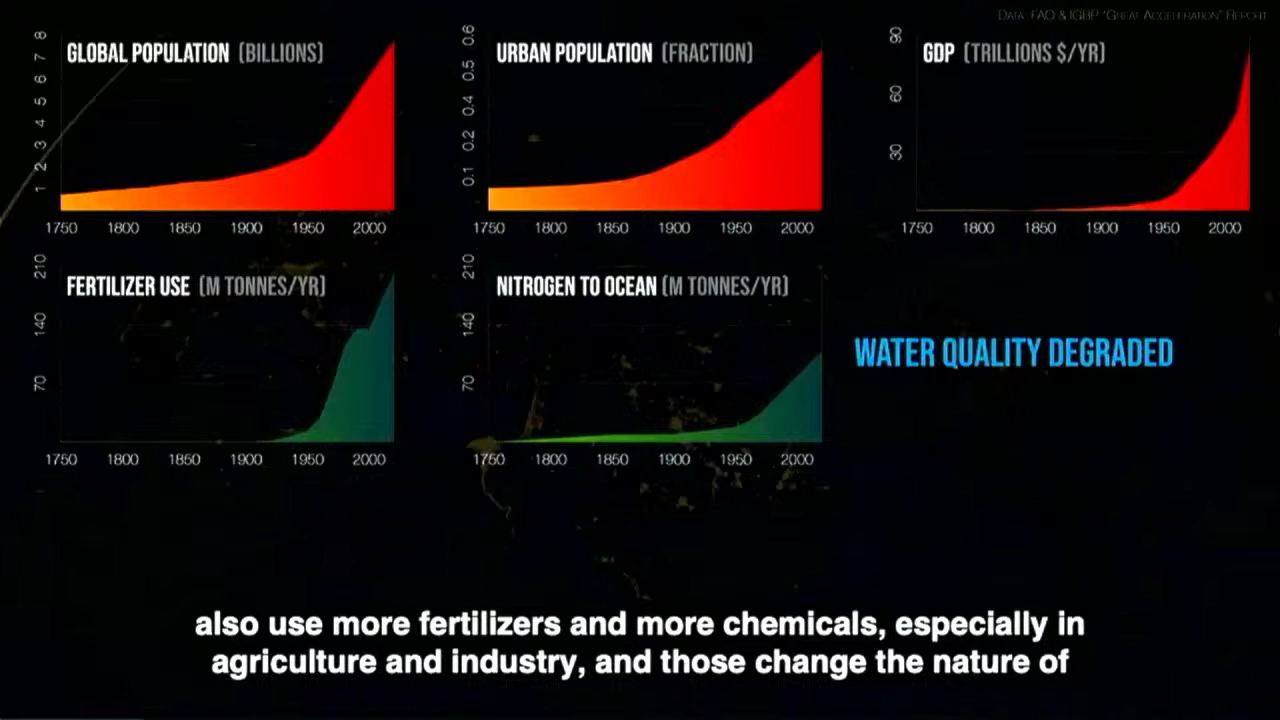 DATA: FAO & IGBP "GREAT ACCELERATION" REPORT
GLOBAL POPULATION (BILLIONS)
8
7
6
5
4
3
2
1
1750 1800 1850 1900 1950 2000
URBAN POPULATION (FRACTION)
0.6
0.5
0.4
0.2
0.1
1750 1800 1850 1900 1950 2000
GDP (TRILLIONS $/YR)
90
60
30
1750 1800 1850 1900 1950 2000
FERTILIZER USE (M TONNES/YR)
210
140
70
1750 1800 1850 1900 1950 2000
NITROGEN TO OCEAN (M TONNES/YR)
210
140
70
1750 1800 1850 1900 1950 2000
WATER QUALITY DEGRADED
also use more fertilizers and more chemicals, especially in
agriculture and industry, and those change the nature of